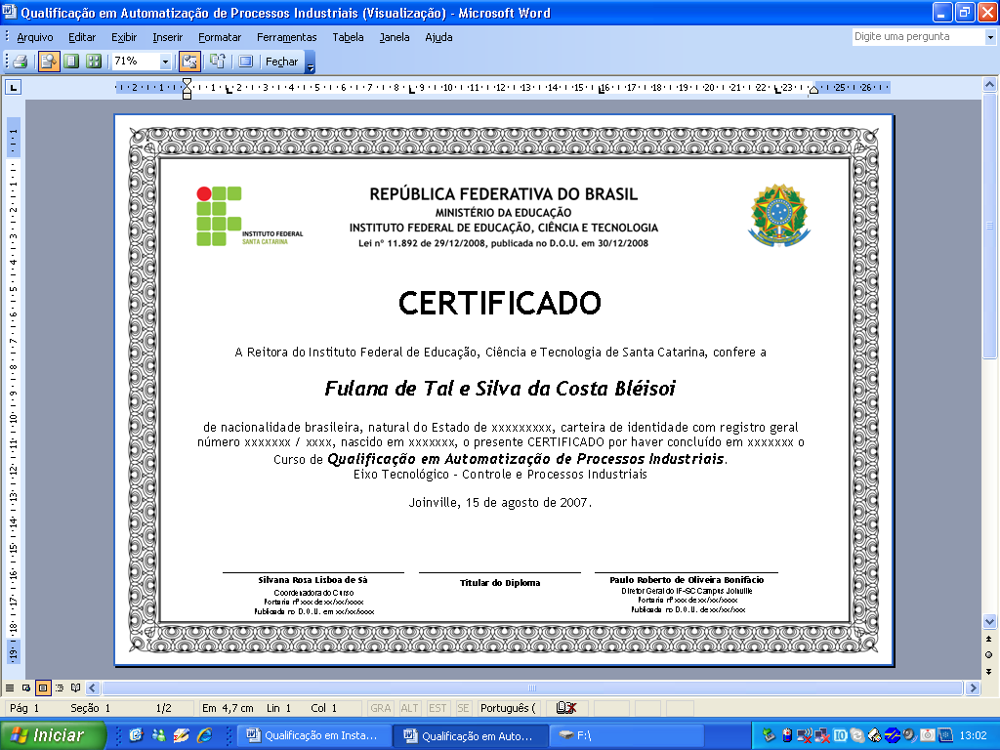 Qualificação em Automatização de Processos Industriais (Visualização) - Microsoft Word
Arquivo Editar Exibir Inserir Formatar Ferramentas Tabela Janela Ajuda
Digite uma pergunta
71% Fechar
REPÚBLICA FEDERATIVA DO BRASIL
MINISTÉRIO DA EDUCAÇÃO
INSTITUTO FEDERAL DE EDUCAÇÃO, CIÊNCIA E TECNOLOGIA
Lei nº 11.892 de 29/12/2008, publicada no D.O.U. em 30/12/2008
INSTITUTO FEDERAL
SANTA CATARINA
CERTIFICADO
A Reitora do Instituto Federal de Educação, Ciência e Tecnologia de Santa Catarina, confere a
Fulana de Tal e Silva da Costa Bléisoi
de nacionalidade brasileira, natural do Estado de xxxxxxxxx, carteira de identidade com registro geral
número xxxxxxx / xxxx, nascido em xxxxxxx, o presente CERTIFICADO por haver concluído em xxxxxxx o
Curso de Qualificação em Automatização de Processos Industriais.
Eixo Tecnológico - Controle e Processos Industriais
Joinville, 15 de agosto de 2007.
Silvana Rosa Lisboa de Sá
Coordenadora do Curso
Portaria nº xxx de xx/xx/xxxx
Publicada no D.O.U. em xx/xx/xxxx
Titular do Diploma
Paulo Roberto de Oliveira Bonifácio
Diretor Geral do IF-SC Campus Joinville
Portaria nº xxx de xx/xx/xxxx
Publicada no D.O.U. de xx/xx/xxx
Pág 1 Seção 1 1/2 Em 4,7 cm Lin 1 Col 1 GRA ALT EST SE Português (
Iniciar Qualificação em Insta... Qualificação em Auto... F:\ 13:02